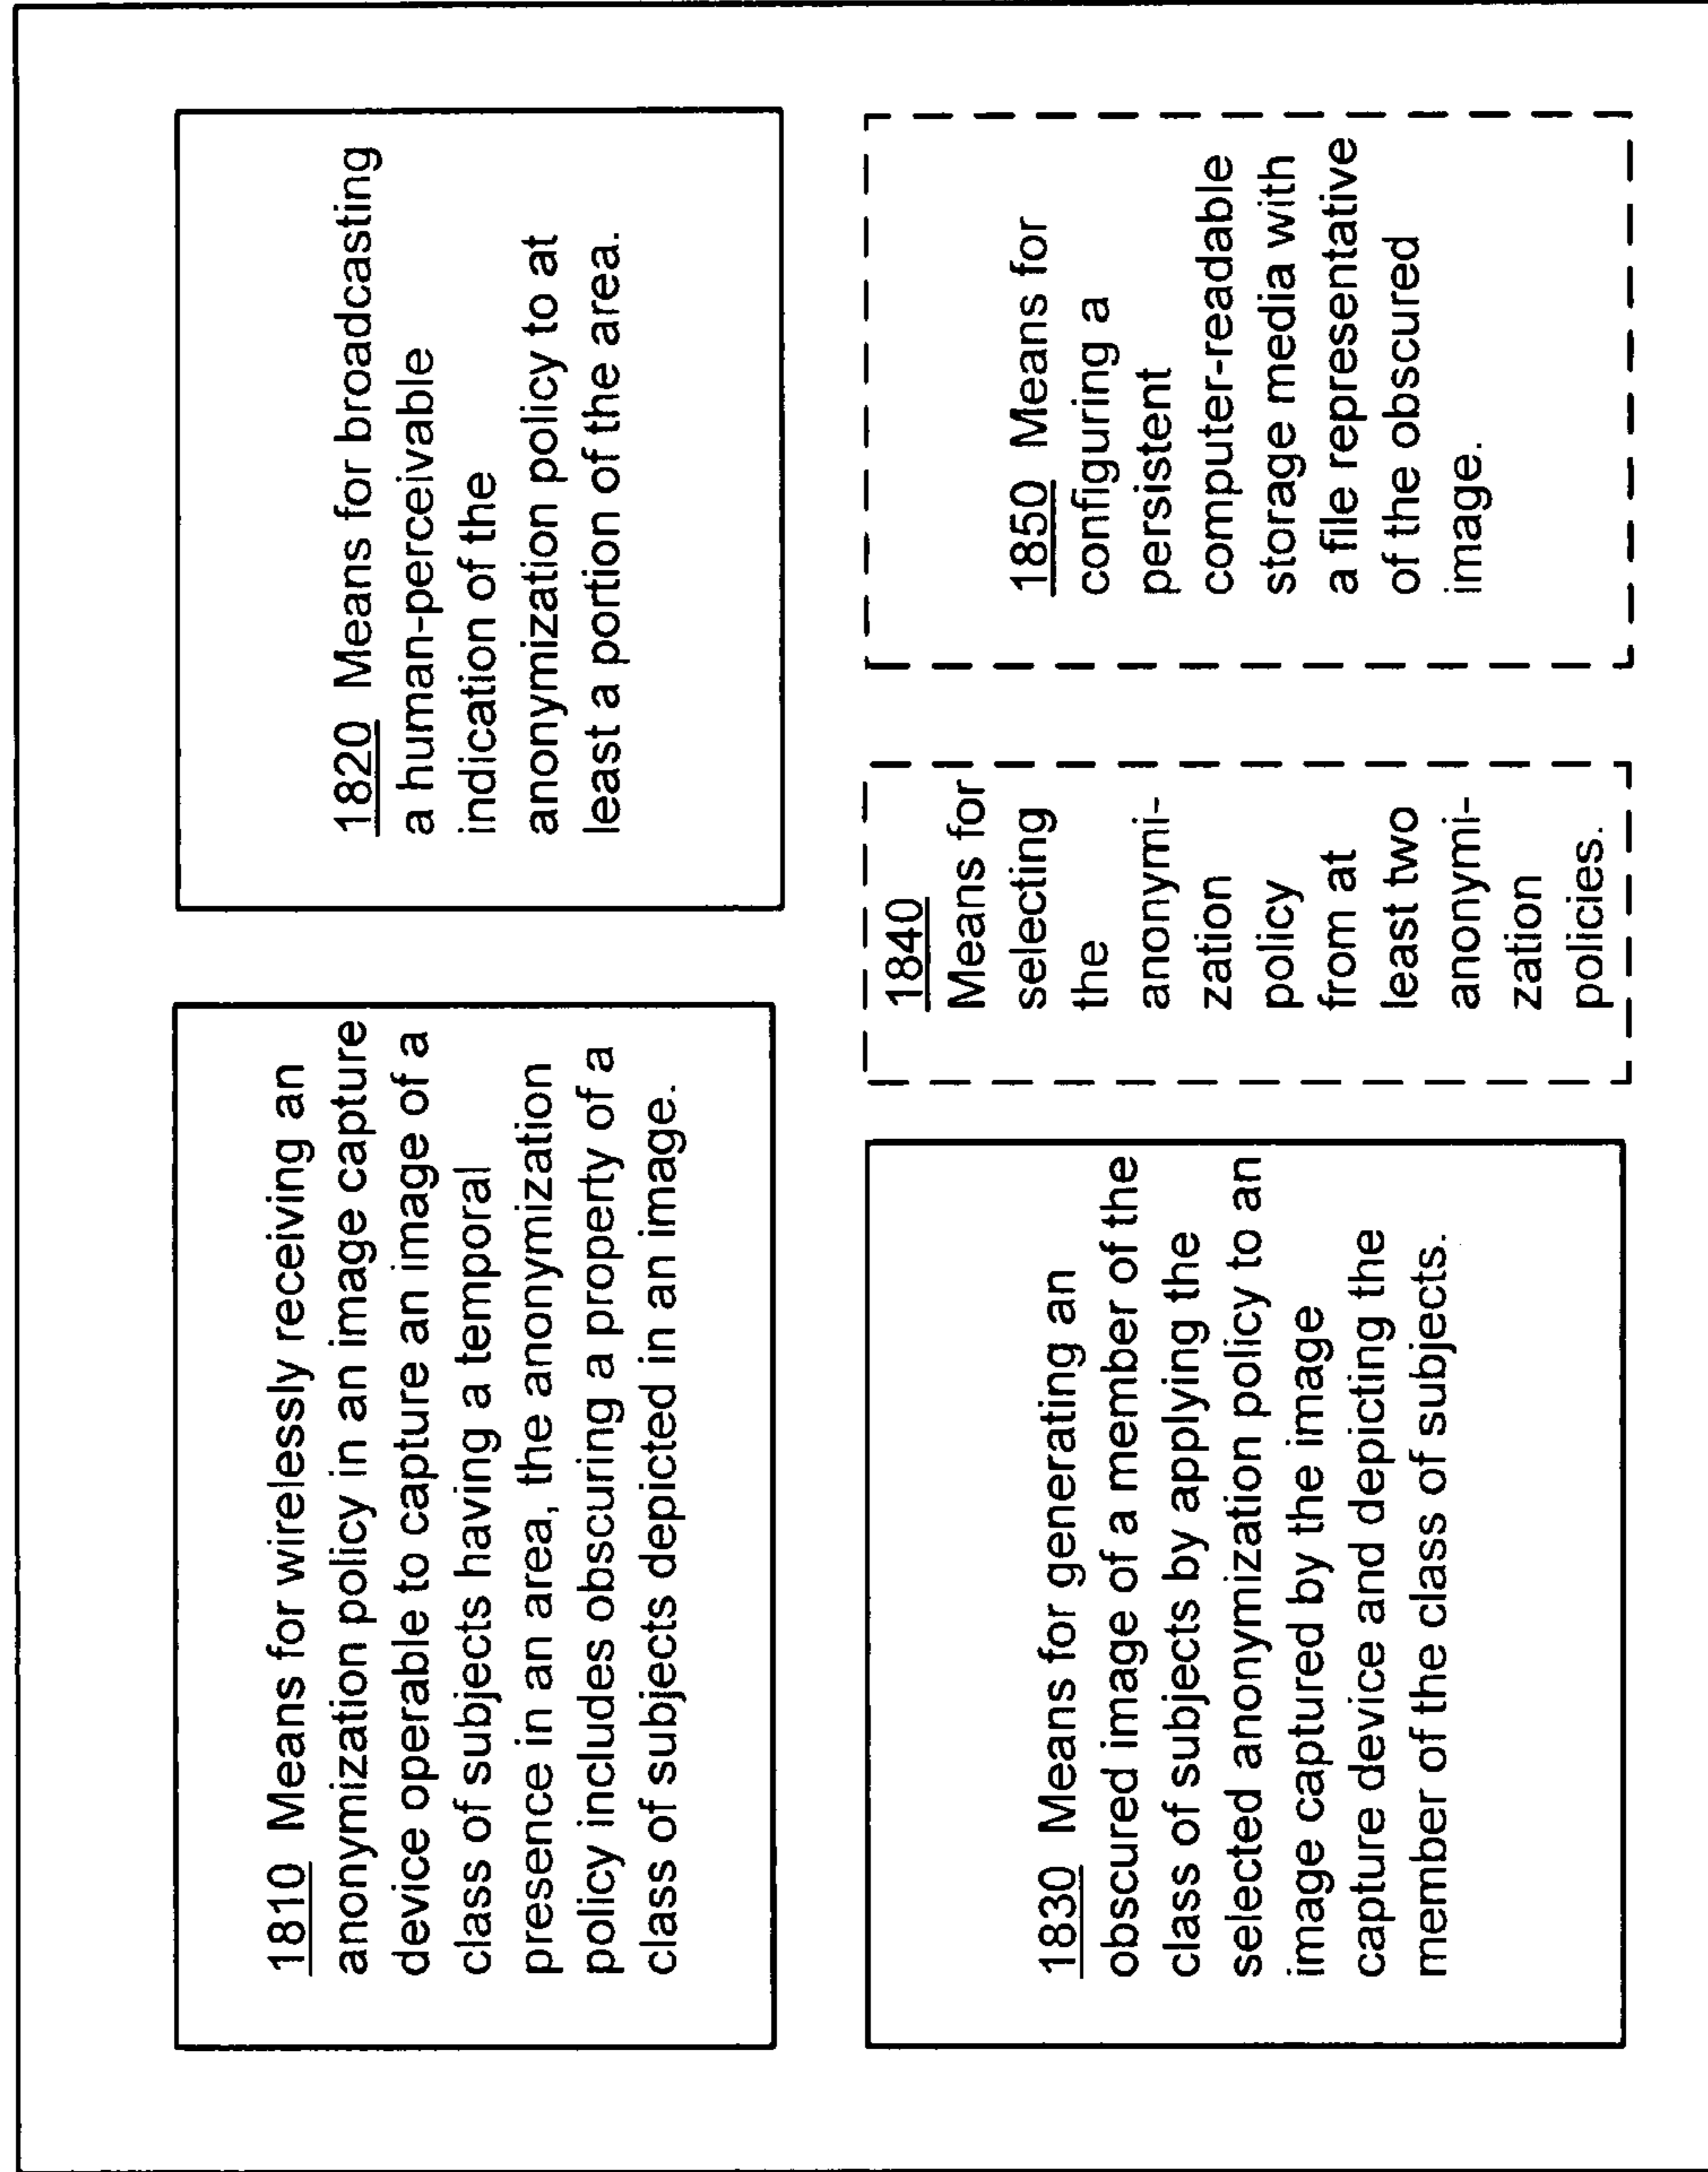 1810 Means for wirelessly receiving an
anonymization policy in an image capture
device operable to capture an image of a
class of subjects having a temporal
presence in an area, the anonymization
policy includes obscuring a property of a
class of subjects depicted in an image.
1820 Means for broadcasting
a human-perceivable
indication of the
anonymization policy to at
least a portion of the area.
1830 Means for generating an
obscured image of a member of the
class of subjects by applying the
selected anonymization policy to an
image captured by the image
capture device and depicting the
member of the class of subjects.
1840
Means for
selecting
the
anonymi-
zation
policy
from at
least two
anonymi-
zation
policies.
1850 Means for
configuring a
persistent
computer-readable
storage media with
a file representative
of the obscured
image.